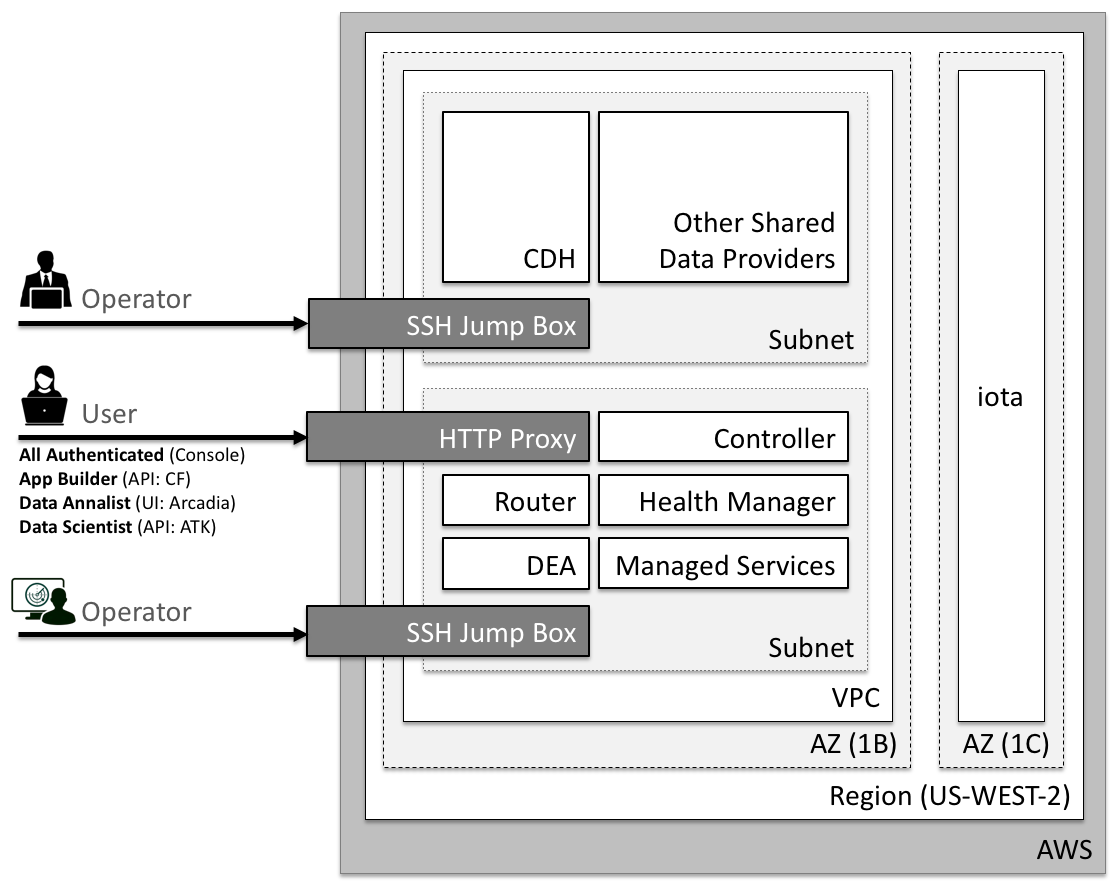 CDH
Other Shared
Data Providers
Operator
SSH Jump Box
Subnet
User
All Authenticated (Console)
App Builder (API: CF)
Data Annalist (UI: Arcadia)
Data Scientist (API: ATK)
HTTP Proxy
Controller
Router
Health Manager
DEA
Managed Services
Operator
SSH Jump Box
Subnet
VPC
AZ (1B)
iota
AZ (1C)
Region (US-WEST-2)
AWS